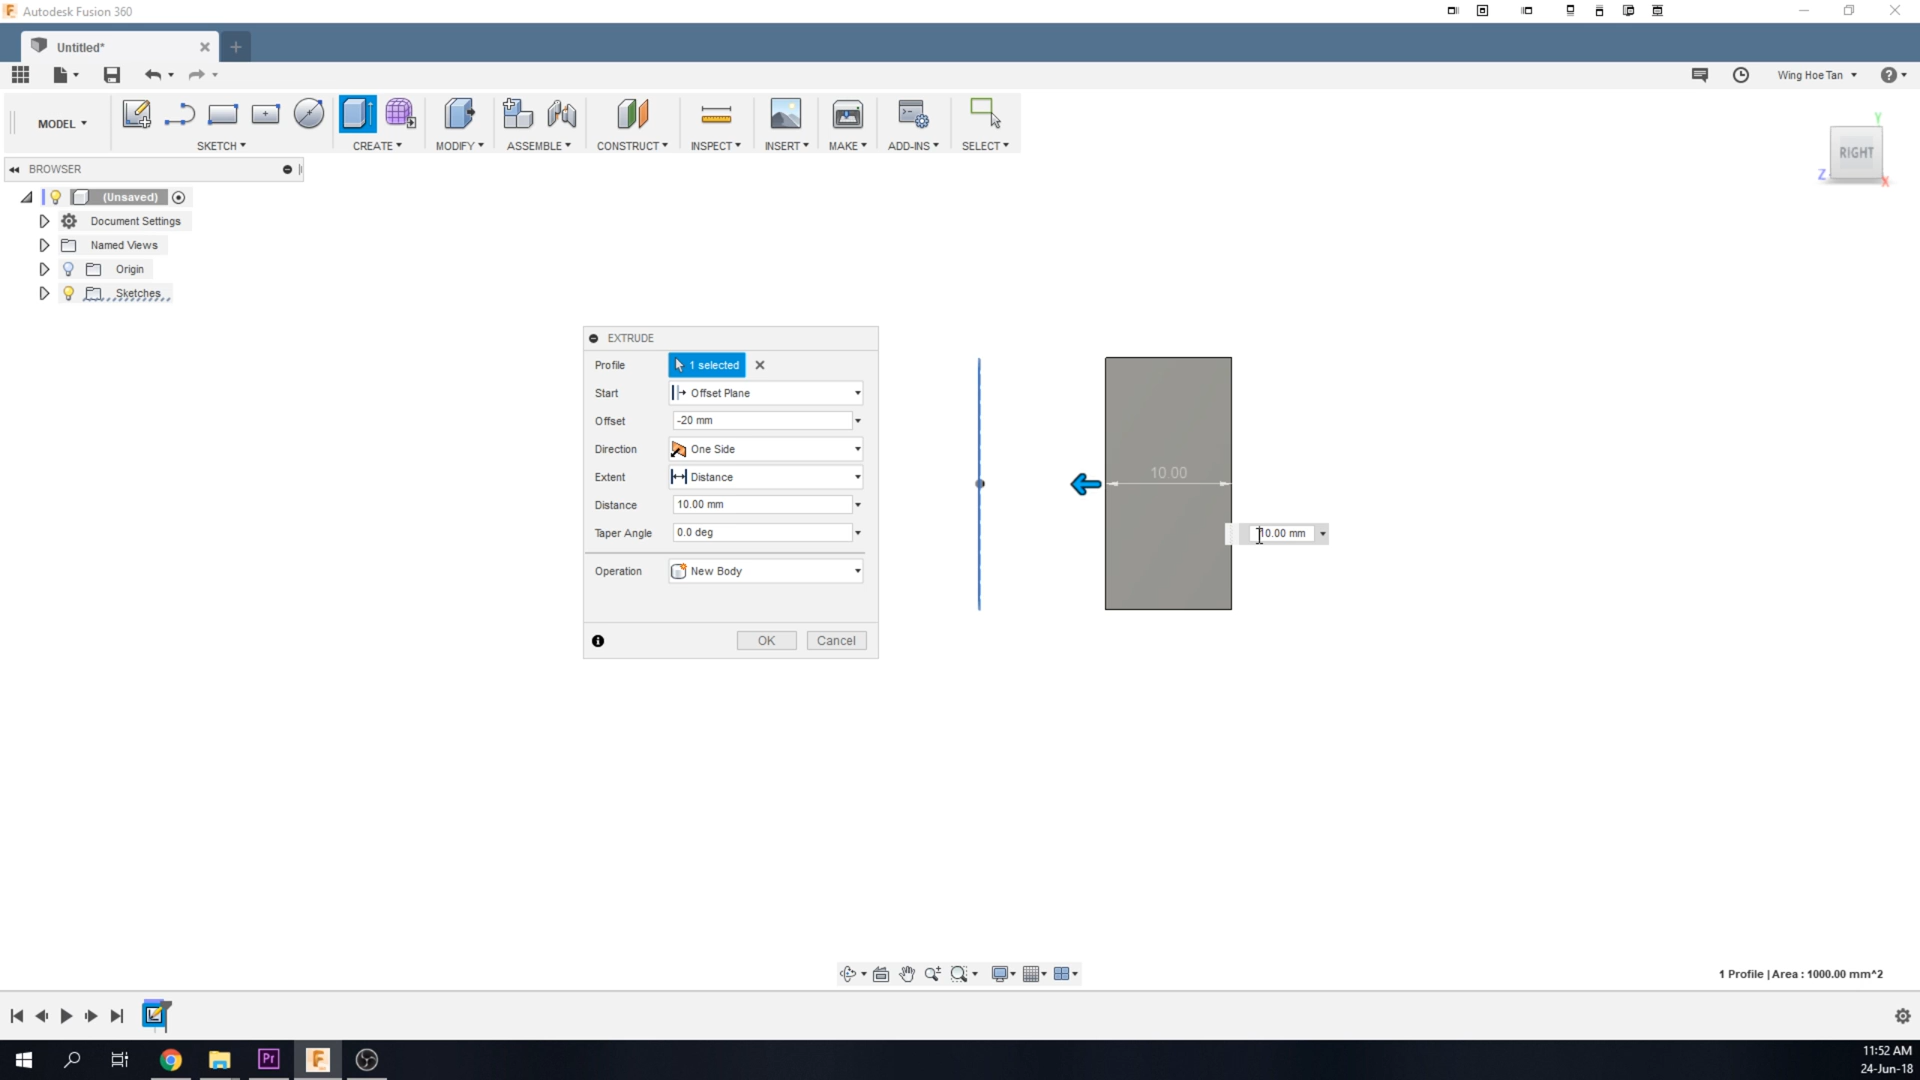 Autodesk Fusion 360
Untitled*
Wing Hoe Tan
MODEL
SKETCH
CREATE
MODIFY
ASSEMBLE
CONSTRUCT
INSPECT
INSERT
MAKE
ADD-INS
SELECT
BROWSER
(Unsaved)
Document Settings
Named Views
Origin
Sketches
Y
RIGHT
Z
X
EXTRUDE
Profile 1 selected
Start Offset Plane
Offset -20 mm
Direction One Side
Extent Distance
Distance 10.00 mm
Taper Angle 0.0 deg
Operation New Body
OK Cancel
10.00
10.00 mm
1 Profile | Area : 1000.00 mm^2
Pr
F
11:52 AM
24-Jun-18